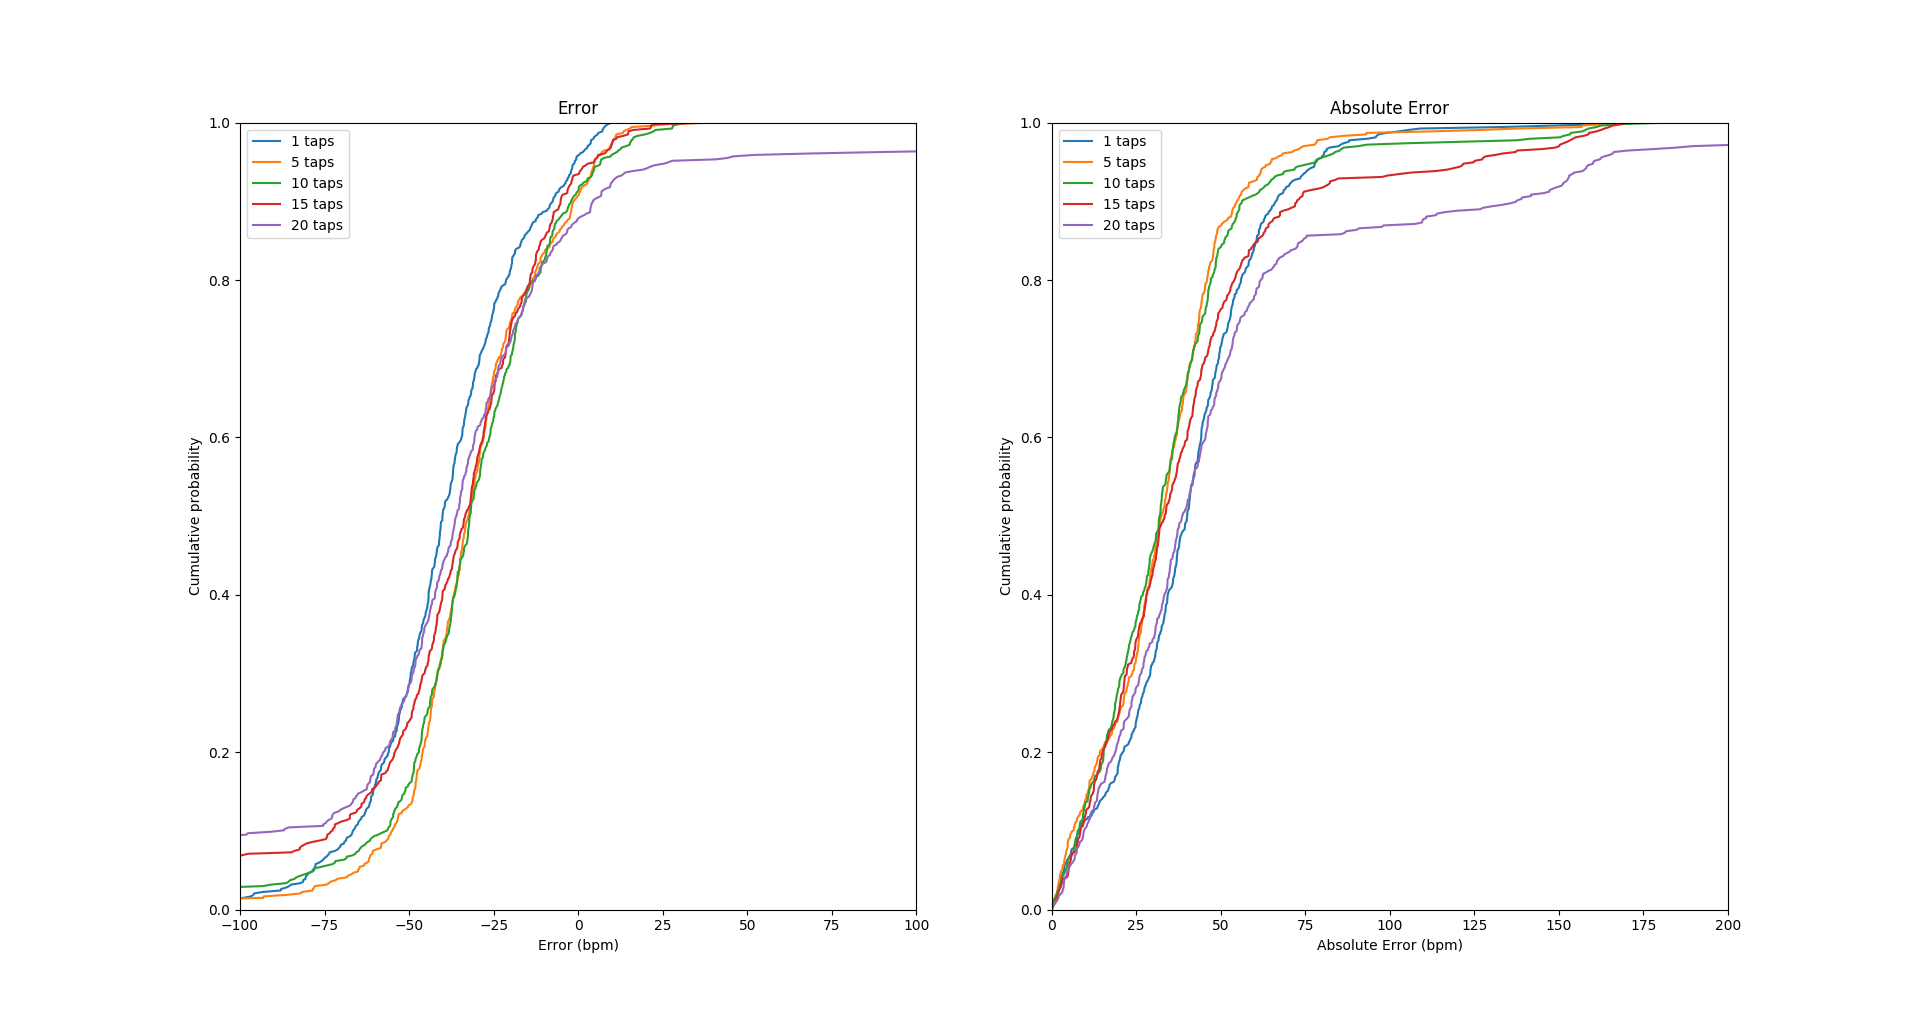 Error
1 taps
5 taps
10 taps
15 taps
20 taps
Cumulative probability
1.0
0.8
0.6
0.4
0.2
0.0
−100 −75 −50 −25 0 25 50 75 100
Error (bpm)
Absolute Error
1 taps
5 taps
10 taps
15 taps
20 taps
Cumulative probability
1.0
0.8
0.6
0.4
0.2
0.0
0 25 50 75 100 125 150 175 200
Absolute Error (bpm)